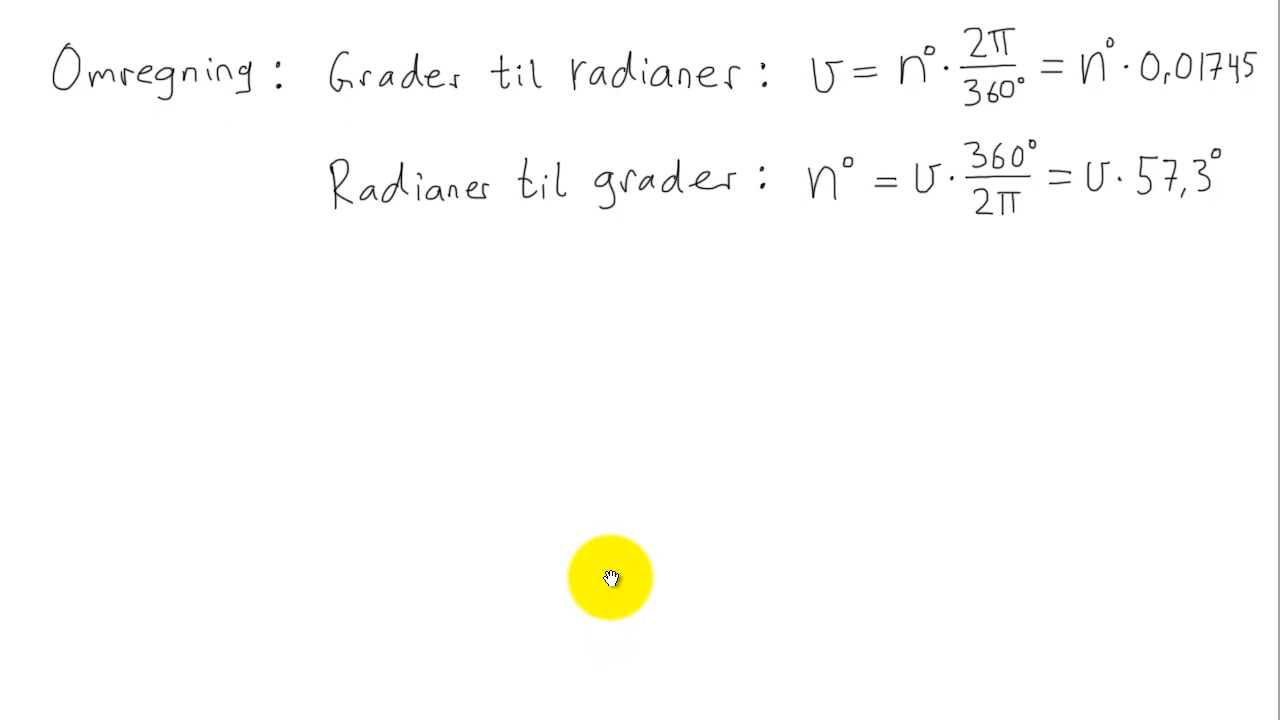 Omregning: Grader til radianer: v = n° · 2π/360° = n° · 0,01745
Radianer til grader: n° = v · 360°/2π = v · 57,3°